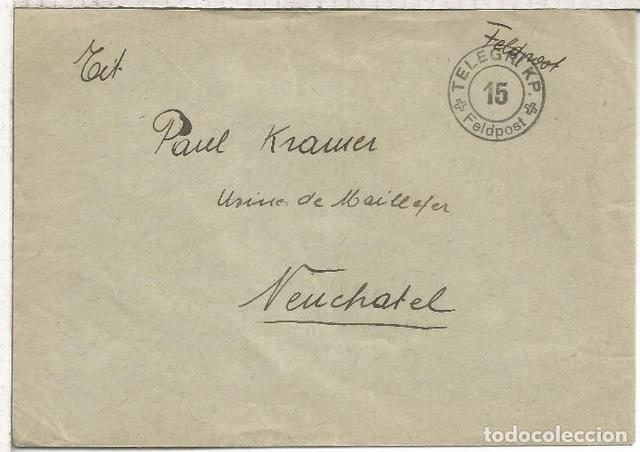 Feldpost
Tit
TELEGR. KP.
15
Feldpost
Paul Kramer
Usine de Maillefer
Neuchatel
todocoleccion